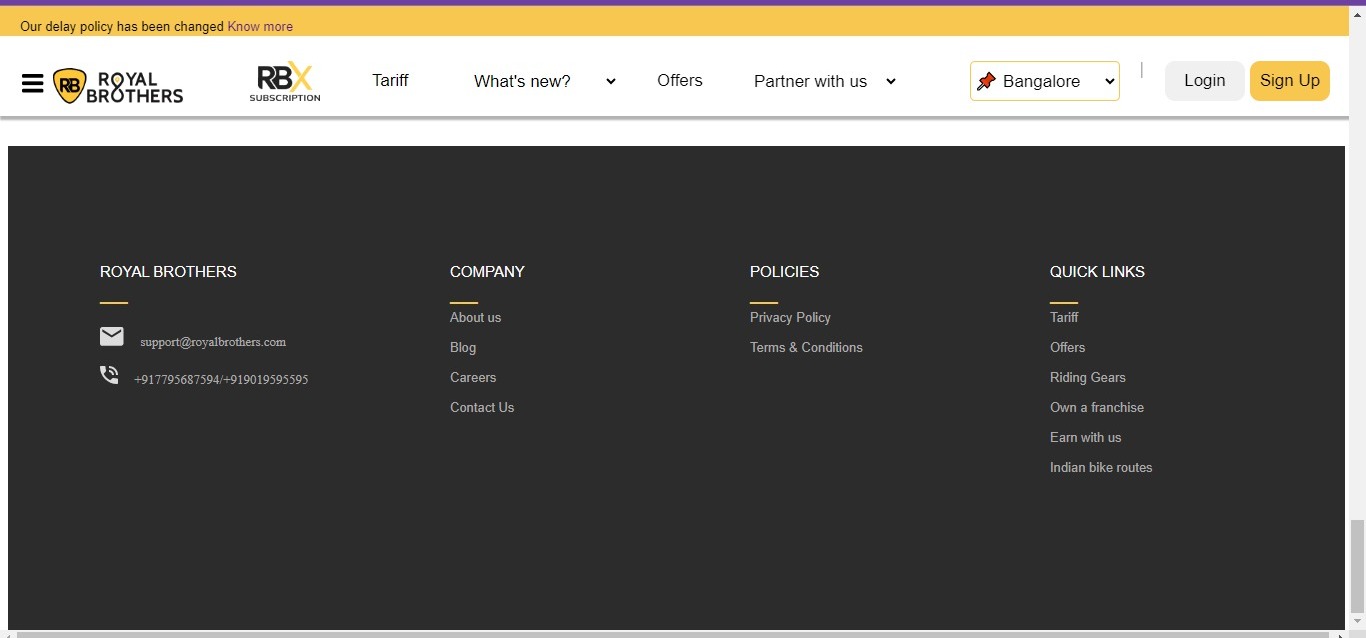 Our delay policy has been changed Know more
RB ROYAL BROTHERS
RBX SUBSCRIPTION
Tariff
What's new?
Offers
Partner with us
Bangalore
Login
Sign Up
ROYAL BROTHERS
support@royalbrothers.com
+917795687594/+919019595595
COMPANY
About us
Blog
Careers
Contact Us
POLICIES
Privacy Policy
Terms & Conditions
QUICK LINKS
Tariff
Offers
Riding Gears
Own a franchise
Earn with us
Indian bike routes